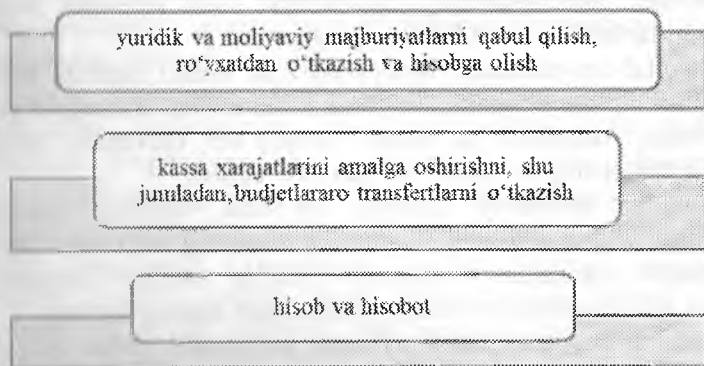 yuridik va moliyaviy majburiyatlarni qabul qilish,
ro‘yxatdan o‘tkazish va hisobga olish
kassa xarajatlarini amalga oshirishni, shu
jumladan,budjetlararo transfertlarni o‘tkazish
hisob va hisobot